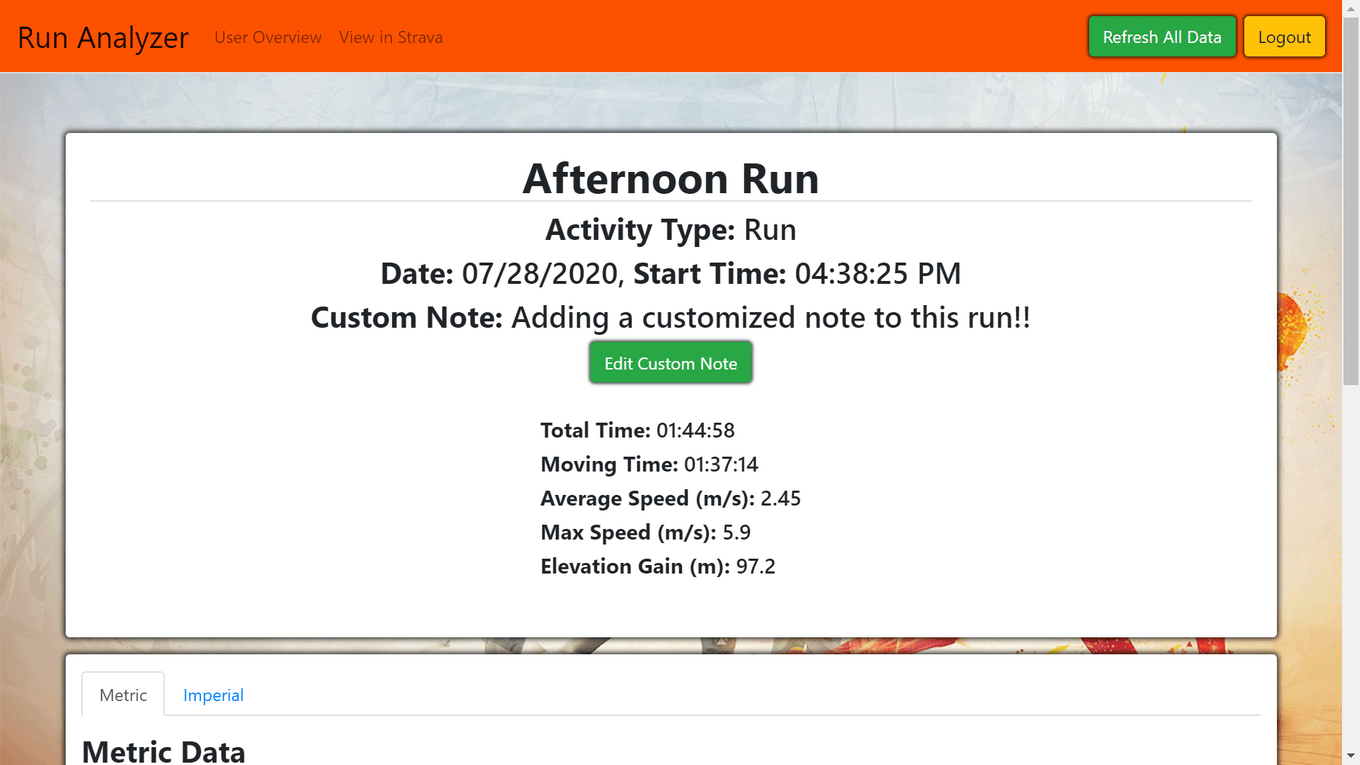 Run Analyzer User Overview View in Strava Refresh All Data Logout
Afternoon Run
Activity Type: Run
Date: 07/28/2020, Start Time: 04:38:25 PM
Custom Note: Adding a customized note to this run!!
Edit Custom Note
Total Time: 01:44:58
Moving Time: 01:37:14
Average Speed (m/s): 2.45
Max Speed (m/s): 5.9
Elevation Gain (m): 97.2
Metric Imperial
Metric Data